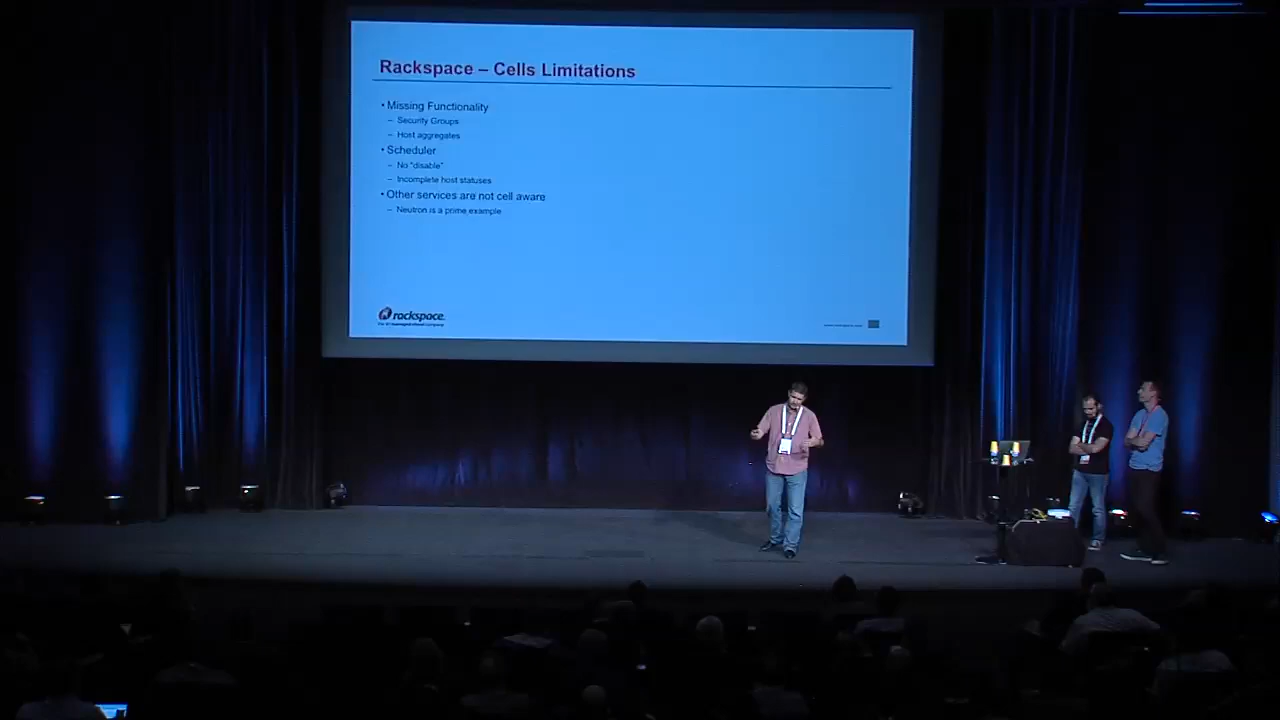 Rackspace – Cells Limitations
• Missing Functionality
– Security Groups
– Host aggregates
• Scheduler
– No "disable"
– Incomplete host statuses
• Other services are not cell aware
– Neutron is a prime example
rackspace.